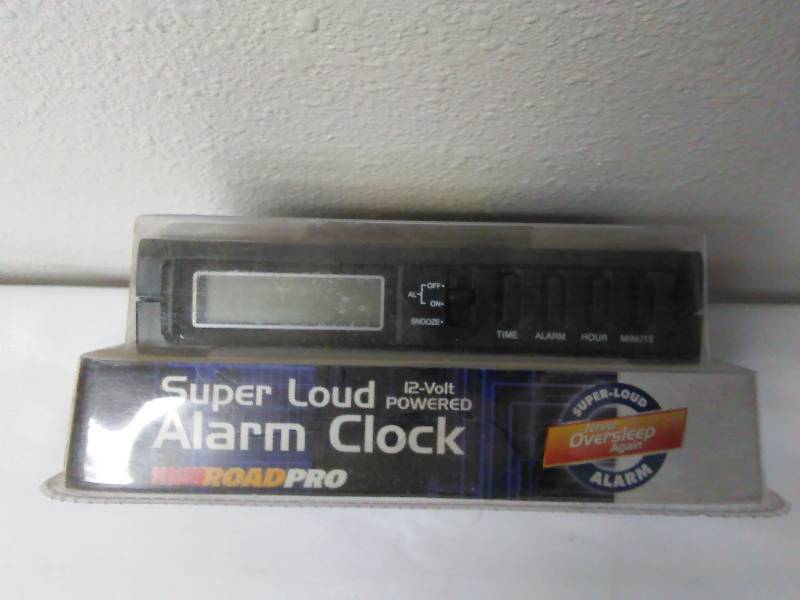 OFF
AL
ON
SNOOZE
TIME ALARM HOUR MINUTE
Super Loud 12-Volt POWERED
Alarm Clock
ROADPRO
SUPER-LOUD
Never
Oversleep
Again
ALARM